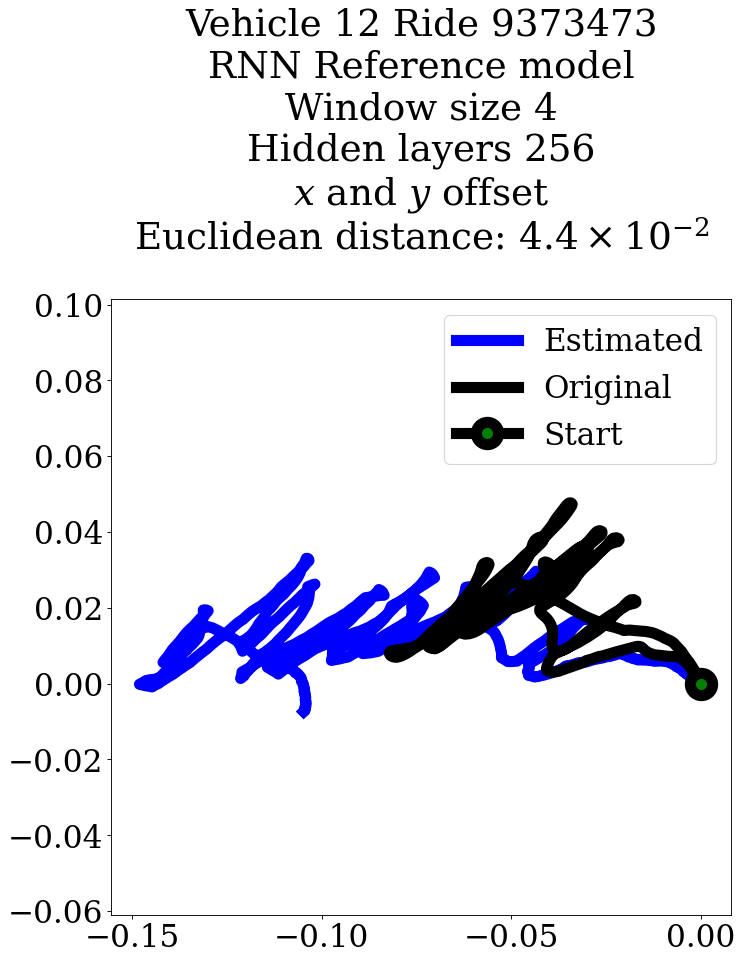 Vehicle 12 Ride 9373473
RNN Reference model
Window size 4
Hidden layers 256
x and y offset
Euclidean distance: 4.4 × 10⁻²
0.10
0.08
0.06
0.04
0.02
0.00
−0.02
−0.04
−0.06
Estimated
Original
Start
−0.15 −0.10 −0.05 0.00